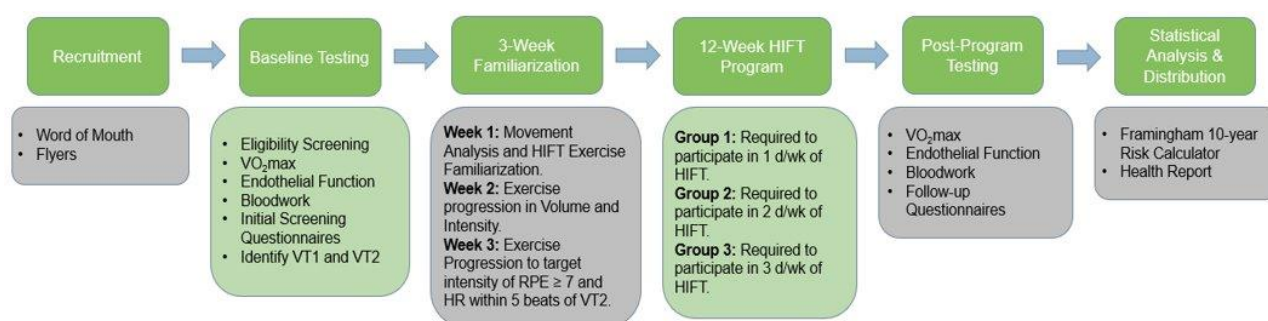 Recruitment
Baseline Testing
3-Week
Familiarization
12-Week HIFT
Program
Post-Program
Testing
Statistical
Analysis &
Distribution
• Word of Mouth
• Flyers
• Eligibility Screening
• VO₂max
• Endothelial Function
• Bloodwork
• Initial Screening
Questionnaires
• Identify VT1 and VT2
Week 1: Movement
Analysis and HIFT Exercise
Familiarization.
Week 2: Exercise
progression in Volume and
Intensity.
Week 3: Exercise
Progression to target
intensity of RPE ≥ 7 and
HR within 5 beats of VT2.
Group 1: Required to
participate in 1 d/wk of
HIFT.
Group 2: Required to
participate in 2 d/wk of
HIFT.
Group 3: Required to
participate in 3 d/wk of
HIFT.
• VO₂max
• Endothelial Function
• Bloodwork
• Follow-up
Questionnaires
• Framingham 10-year
Risk Calculator
• Health Report